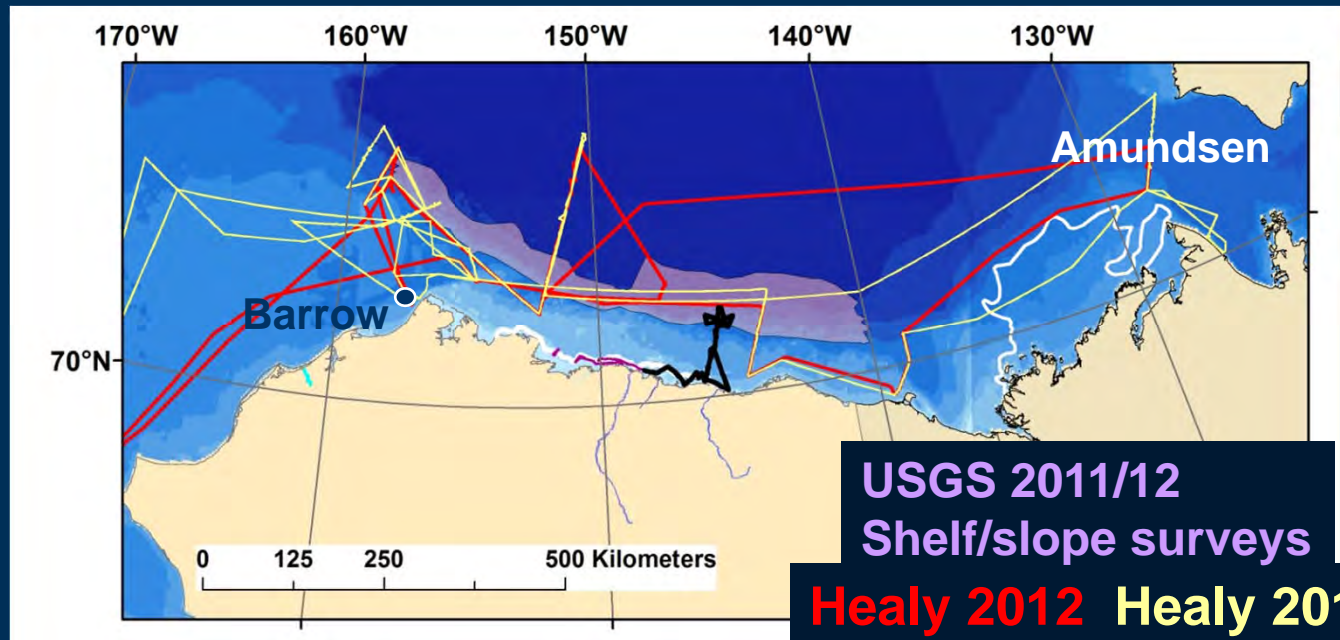 170°W 160°W 150°W 140°W 130°W
Amundsen
Barrow
70°N
USGS 2011/12
Shelf/slope surveys
0 125 250 500 Kilometers
Healy 2012 Healy